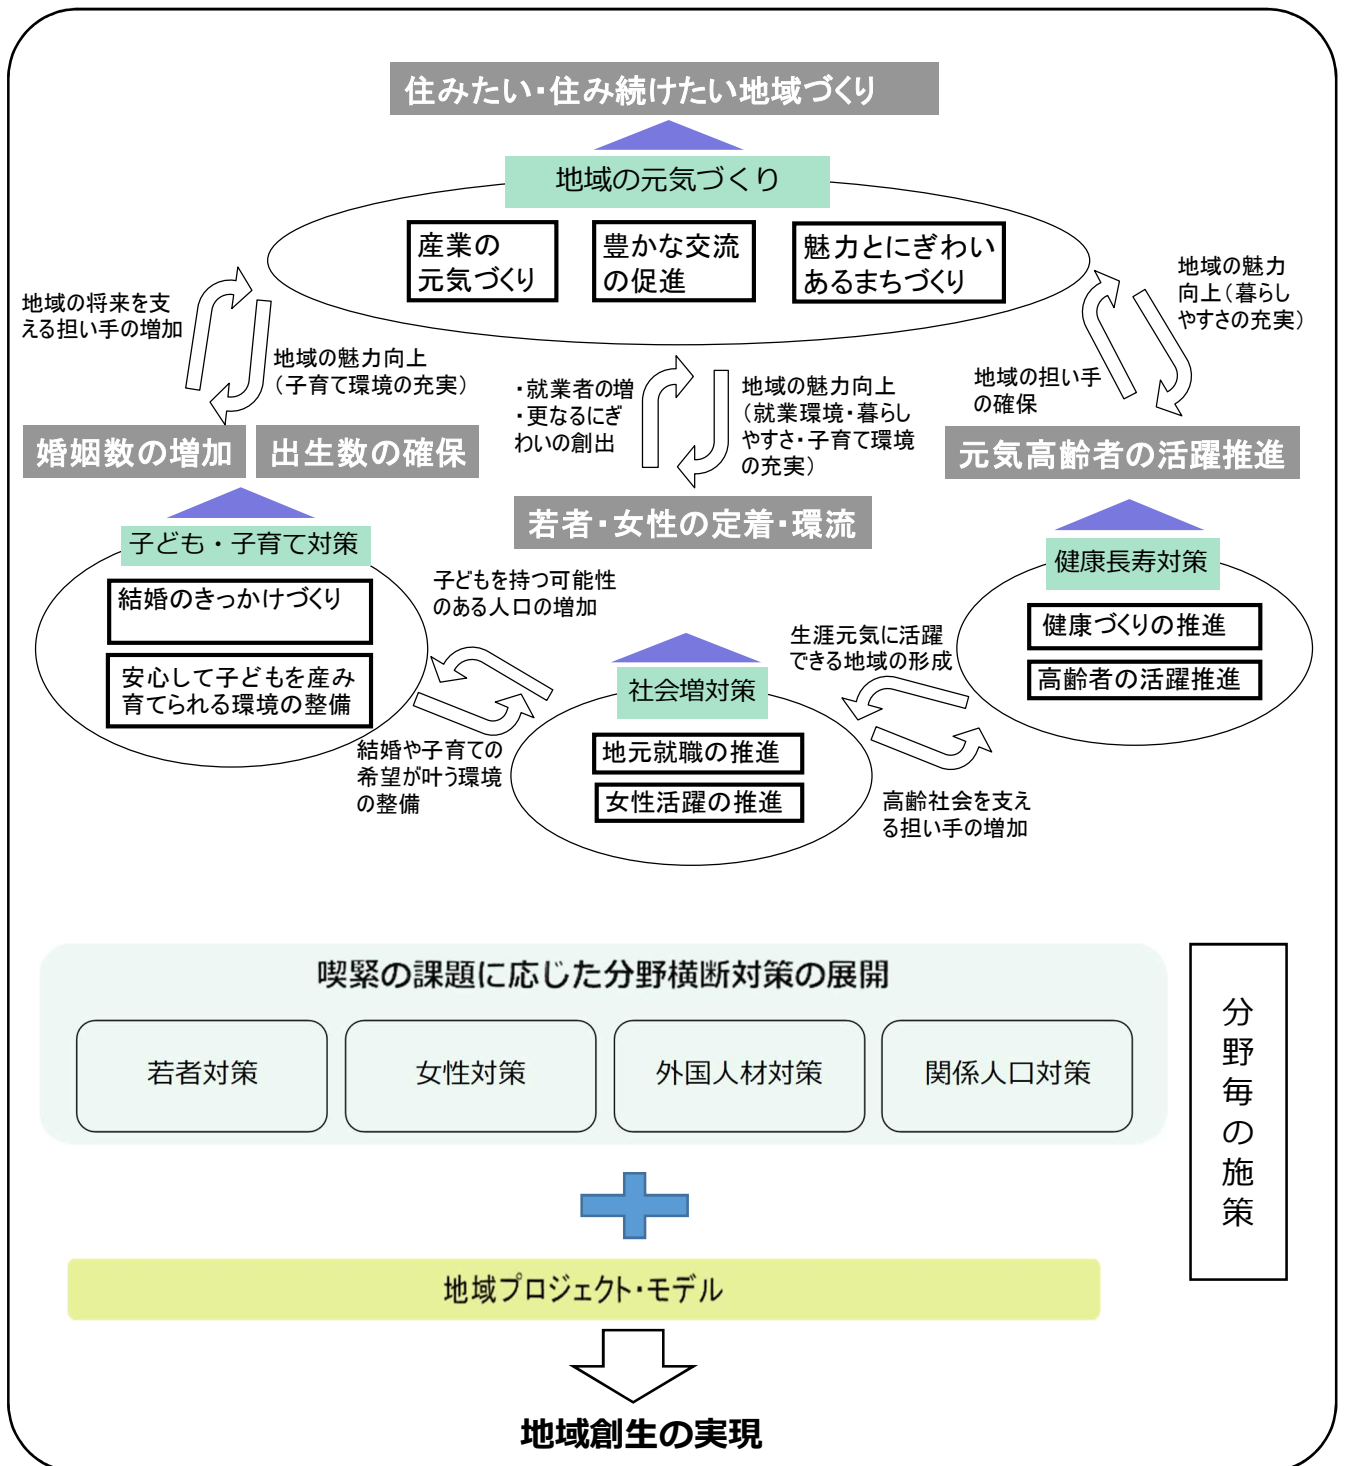 住みたい・住み続けたい地域づくり
地域の元気づくり
産業の
元気づくり
豊かな交流
の促進
魅力とにぎわい
あるまちづくり
地域の将来を支
える担い手の増加
地域の魅力向上
（子育て環境の充実）
・就業者の増
・更なるにぎ
わいの創出
地域の魅力向上
（就業環境・暮らし
やすさ・子育て環境
の充実）
地域の担い手
の確保
地域の魅力
向上（暮らし
やすさの充実）
婚姻数の増加
出生数の確保
若者・女性の定着・環流
元気高齢者の活躍推進
子ども・子育て対策
結婚のきっかけづくり
安心して子どもを産み
育てられる環境の整備
子どもを持つ可能性
のある人口の増加
結婚や子育ての
希望が叶う環境
の整備
社会増対策
地元就職の推進
女性活躍の推進
生涯元気に活躍
できる地域の形成
高齢社会を支え
る担い手の増加
健康長寿対策
健康づくりの推進
高齢者の活躍推進
喫緊の課題に応じた分野横断対策の展開
若者対策
女性対策
外国人材対策
関係人口対策
分野毎の施策
地域プロジェクト・モデル
地域創生の実現